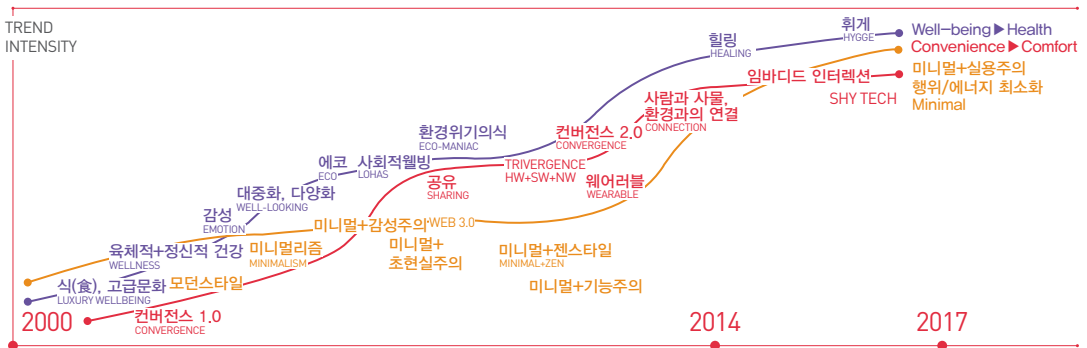 TREND
INTENSITY
휘게
HYGGE
Well-being▶Health
Convenience▶Comfort
힐링
HEALING
미니멀+실용주의
행위/에너지 최소화
Minimal
임바디드 인터렉션
SHY TECH
사람과 사물,
환경과의 연결
CONNECTION
환경위기의식
ECO-MANIAC
컨버전스 2.0
CONVERGENCE
에코
ECO
사회적웰빙
LOHAS
TRIVERGENCE
HW+SW+NW
공유
SHARING
웨어러블
WEARABLE
대중화, 다양화
WELL-LOOKING
감성
EMOTION
미니멀+감성주의
WEB 3.0
육체적+정신적 건강
WELLNESS
미니멀리즘
MINIMALISM
미니멀+
초현실주의
미니멀+젠스타일
MINIMAL+ZEN
식(食), 고급문화
LUXURY WELLBEING
모던스타일
미니멀+기능주의
컨버전스 1.0
CONVERGENCE
2000
2014
2017